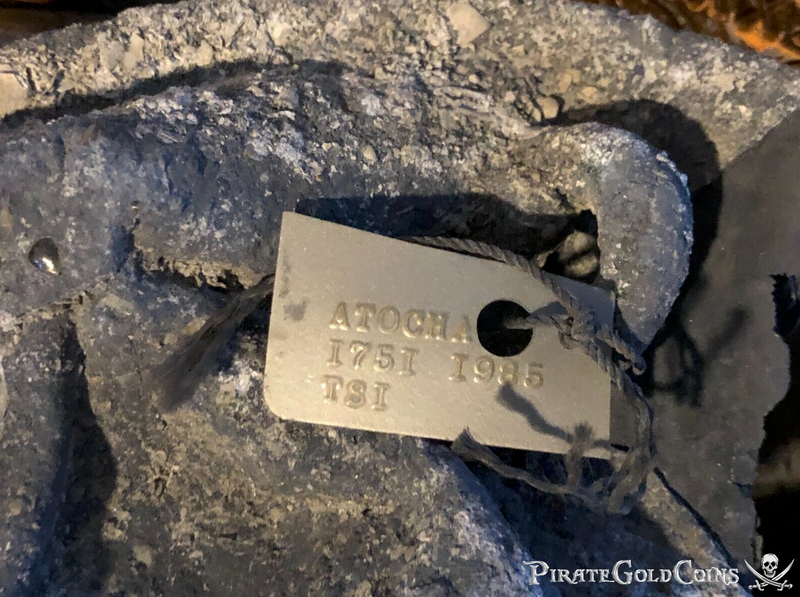 ATOCHA
1751 1985
TSI
PIRATEGOLDCOINS